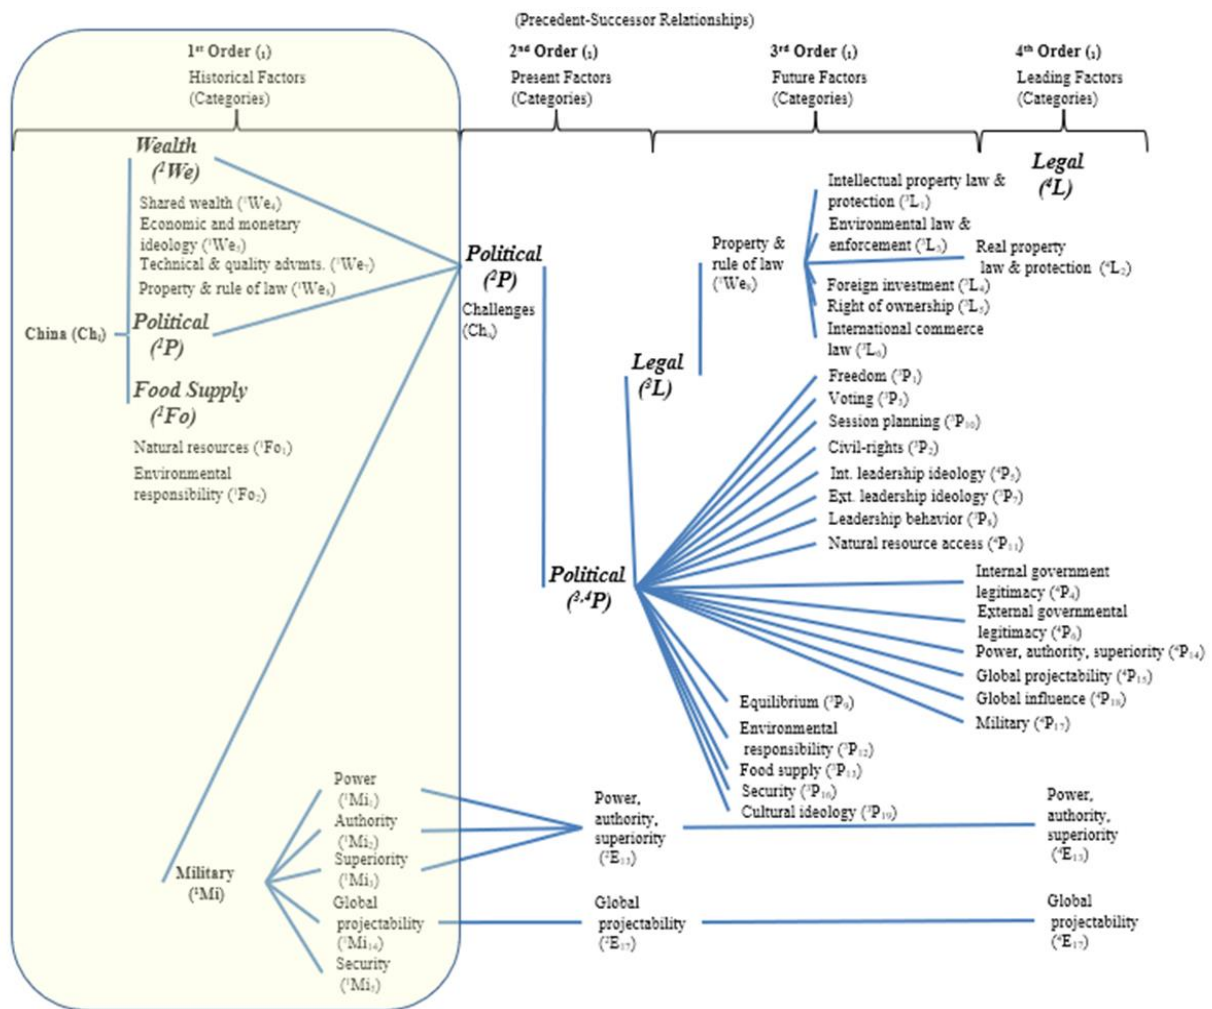 (Precedent-Successor Relationships)
1ˢᵗ Order (₁)
Historical Factors
(Categories)
2ⁿᵈ Order (₁)
Present Factors
(Categories)
3ʳᵈ Order (₁)
Future Factors
(Categories)
4ᵗʰ Order (₁)
Leading Factors
(Categories)
China (Ch₁)
Wealth
(¹We)
Shared wealth (¹We₄)
Economic and monetary
ideology (¹We₃)
Technical & quality advmts. (¹We₇)
Property & rule of law (¹We₈)
Political
(¹P)
Food Supply
(¹Fo)
Natural resources (¹Fo₁)
Environmental
responsibility (¹Fo₂)
Military
(¹Mi)
Power
(¹Mi₁)
Authority
(¹Mi₂)
Superiority
(¹Mi₃)
Global
projectability
(¹Mi₁₄)
Security
(¹Mi₅)
Political
(²P)
Challenges
Political
(³,⁴P)
Power,
authority,
superiority
(²E₁₃)
Global
projectability
(²E₁₇)
Legal
(³L)
Property &
rule of law
(³We₈)
Intellectual property law &
protection (³L₁)
Environmental law &
enforcement (³L₃)
Foreign investment (³L₄)
Right of ownership (³L₅)
International commerce
law (³L₆)
Freedom (³P₁)
Voting (³P₃)
Session planning (³P₁₀)
Civil-rights (³P₂)
Int. leadership ideology (⁴P₅)
Ext. leadership ideology (³P₇)
Leadership behavior (³P₈)
Natural resource access (⁴P₁₁)
Equilibrium (³P₉)
Environmental
responsibility (³P₁₂)
Food supply (³P₁₃)
Security (³P₁₆)
Cultural ideology (³P₁₉)
Legal
(⁴L)
Real property
law & protection (⁴L₂)
Internal government
legitimacy (⁴P₄)
External governmental
legitimacy (⁴P₆)
Power, authority, superiority (⁴P₁₄)
Global projectability (⁴P₁₅)
Global influence (⁴P₁₈)
Military (⁴P₁₇)
Power,
authority,
superiority
(⁴E₁₃)
Global
projectability
(⁴E₁₇)